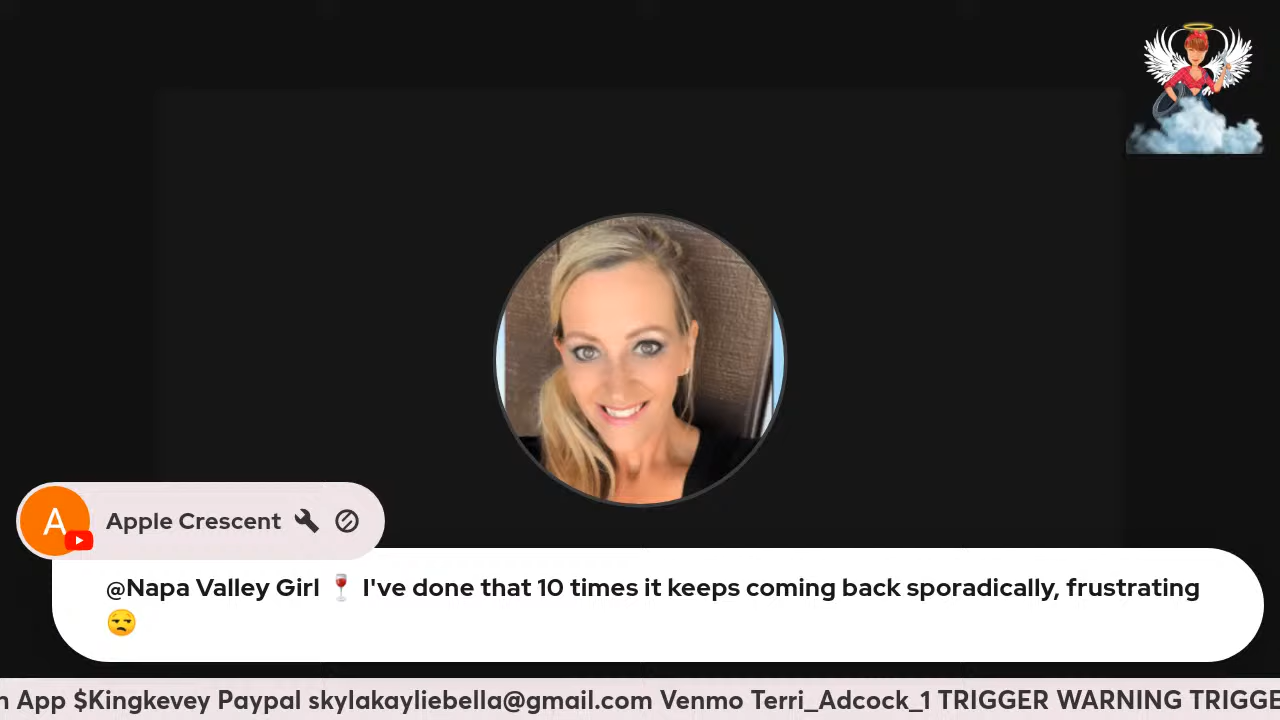 A Apple Crescent
@Napa Valley Girl 🍷 I've done that 10 times it keeps coming back sporadically, frustrating
😒
App $Kingkevey Paypal skylakayliebella@gmail.com Venmo Terri_Adcock_1 TRIGGER WARNING